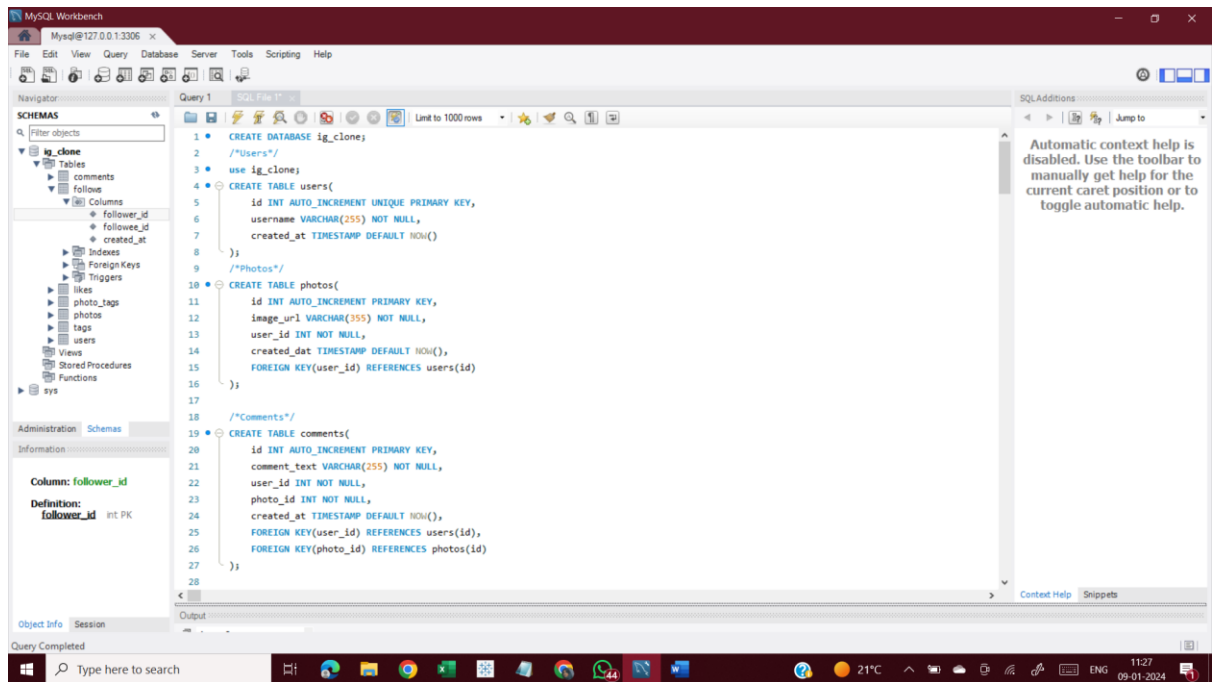 MySQL Workbench
Mysql@127.0.0.1:3306 ×
File Edit View Query Database Server Tools Scripting Help
Navigator
SCHEMAS
Filter objects
ig_clone
Tables
comments
follows
Columns
follower_id
followee_id
created_at
Indexes
Foreign Keys
Triggers
likes
photo_tags
photos
tags
users
Views
Stored Procedures
Functions
sys
Administration Schemas
Information
Column: follower_id
Definition:
follower_id int PK
Object Info Session
Query 1 SQL File 1* ×
Limit to 1000 rows
1 CREATE DATABASE ig_clone;
2 /*Users*/
3 use ig_clone;
4 CREATE TABLE users(
5 id INT AUTO_INCREMENT UNIQUE PRIMARY KEY,
6 username VARCHAR(255) NOT NULL,
7 created_at TIMESTAMP DEFAULT NOW()
8 );
9 /*Photos*/
10 CREATE TABLE photos(
11 id INT AUTO_INCREMENT PRIMARY KEY,
12 image_url VARCHAR(355) NOT NULL,
13 user_id INT NOT NULL,
14 created_dat TIMESTAMP DEFAULT NOW(),
15 FOREIGN KEY(user_id) REFERENCES users(id)
16 );
17
18 /*Comments*/
19 CREATE TABLE comments(
20 id INT AUTO_INCREMENT PRIMARY KEY,
21 comment_text VARCHAR(255) NOT NULL,
22 user_id INT NOT NULL,
23 photo_id INT NOT NULL,
24 created_at TIMESTAMP DEFAULT NOW(),
25 FOREIGN KEY(user_id) REFERENCES users(id),
26 FOREIGN KEY(photo_id) REFERENCES photos(id)
27 );
28
Output
SQLAdditions
Jump to
Automatic context help is
disabled. Use the toolbar to
manually get help for the
current caret position or to
toggle automatic help.
Context Help Snippets
Query Completed
Type here to search
44
21°C
ENG
11:27
09-01-2024
1